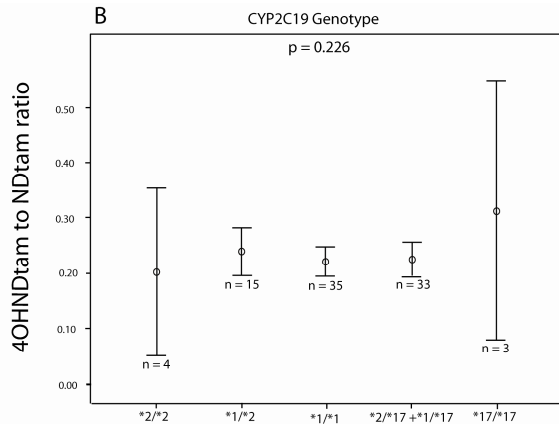 B
CYP2C19 Genotype
p = 0.226
4OHNDtam to NDtam ratio
0.50
0.40
0.30
0.20
0.10
0.00
n = 4
n = 15
n = 35
n = 33
n = 3
*2/*2
*1/*2
*1/*1
*2/*17 +*1/*17
*17/*17